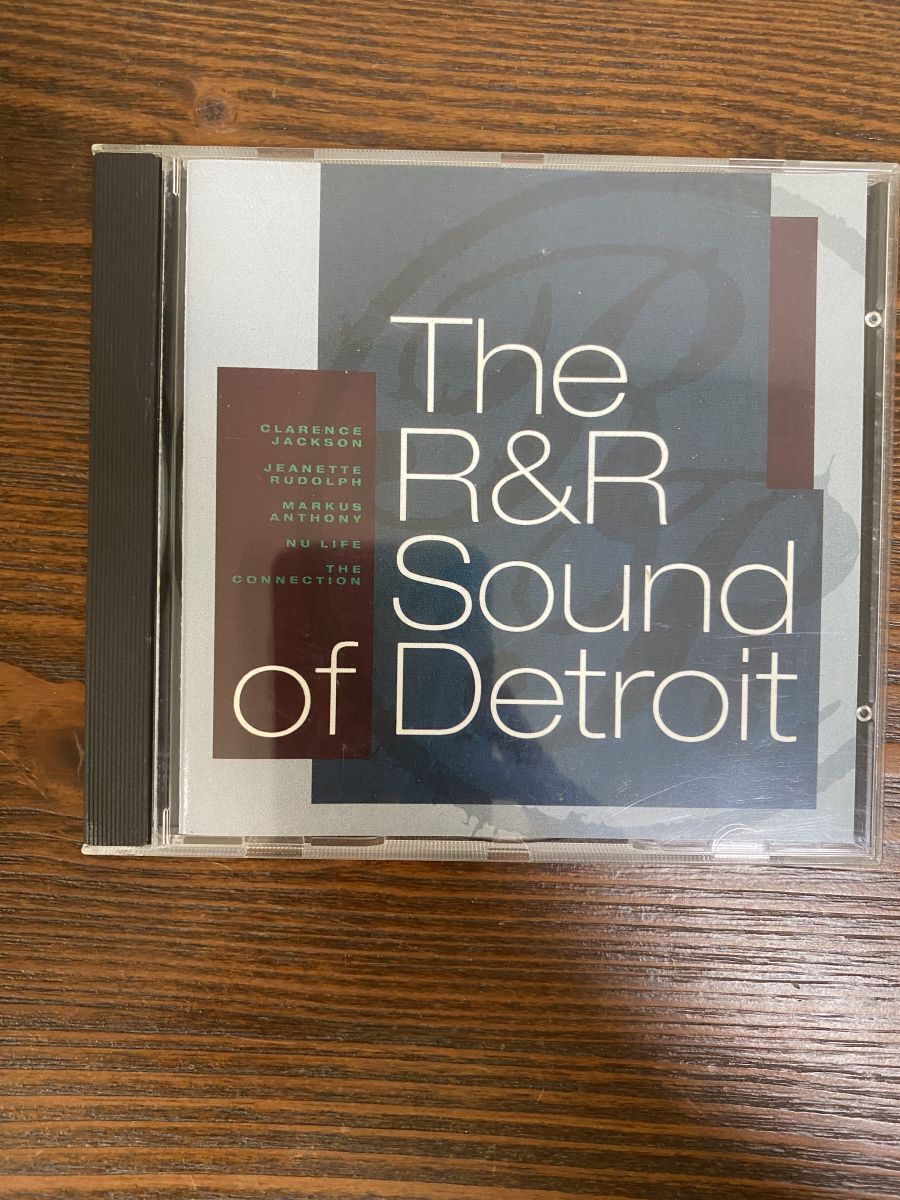 The
R&R
Sound
of Detroit
CLARENCE
JACKSON
JEANETTE
RUDOLPH
MARKUS
ANTHONY
NU LIFE
THE
CONNECTION